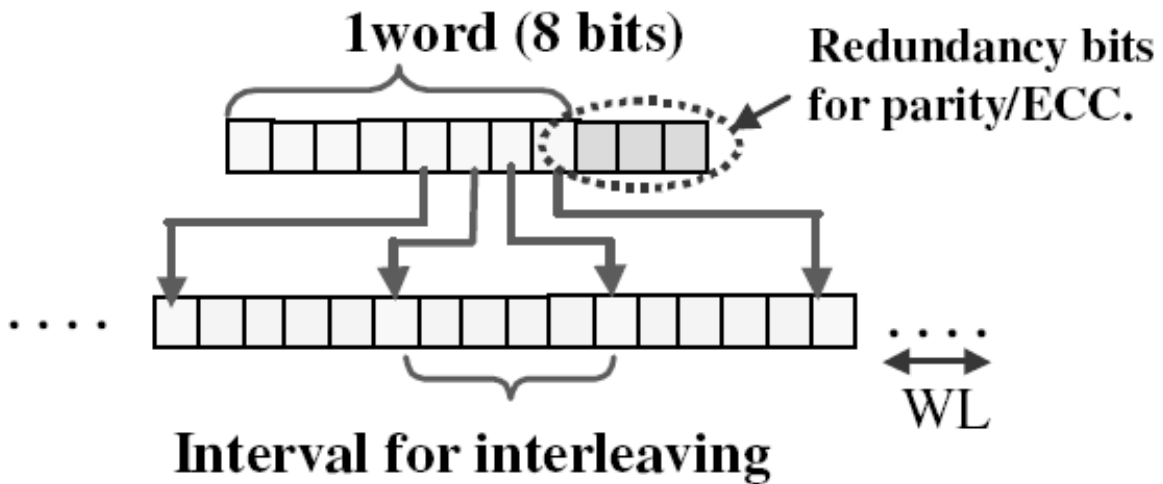 1word (8 bits)
Redundancy bits
for parity/ECC.
. . . .
. . . .
WL
Interval for interleaving